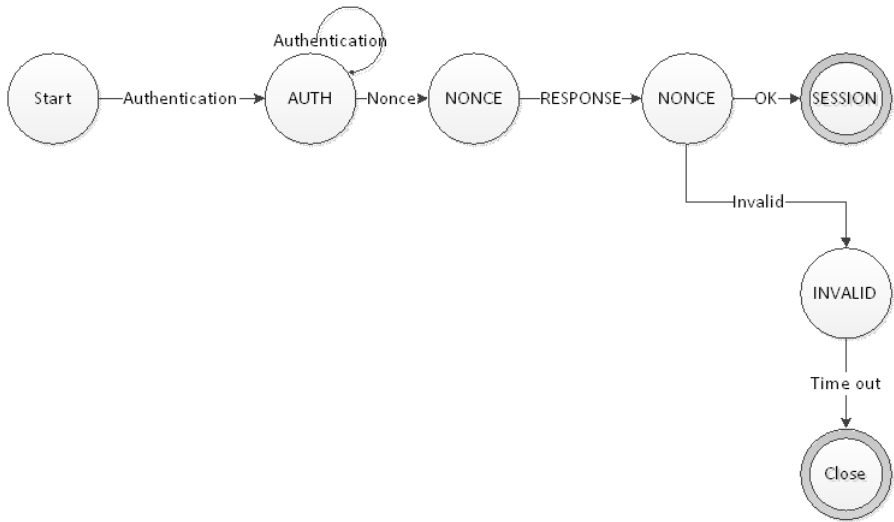 Authentication
Start
Authentication
AUTH
Nonce
NONCE
RESPONSE
NONCE
OK
SESSION
Invalid
INVALID
Time out
Close